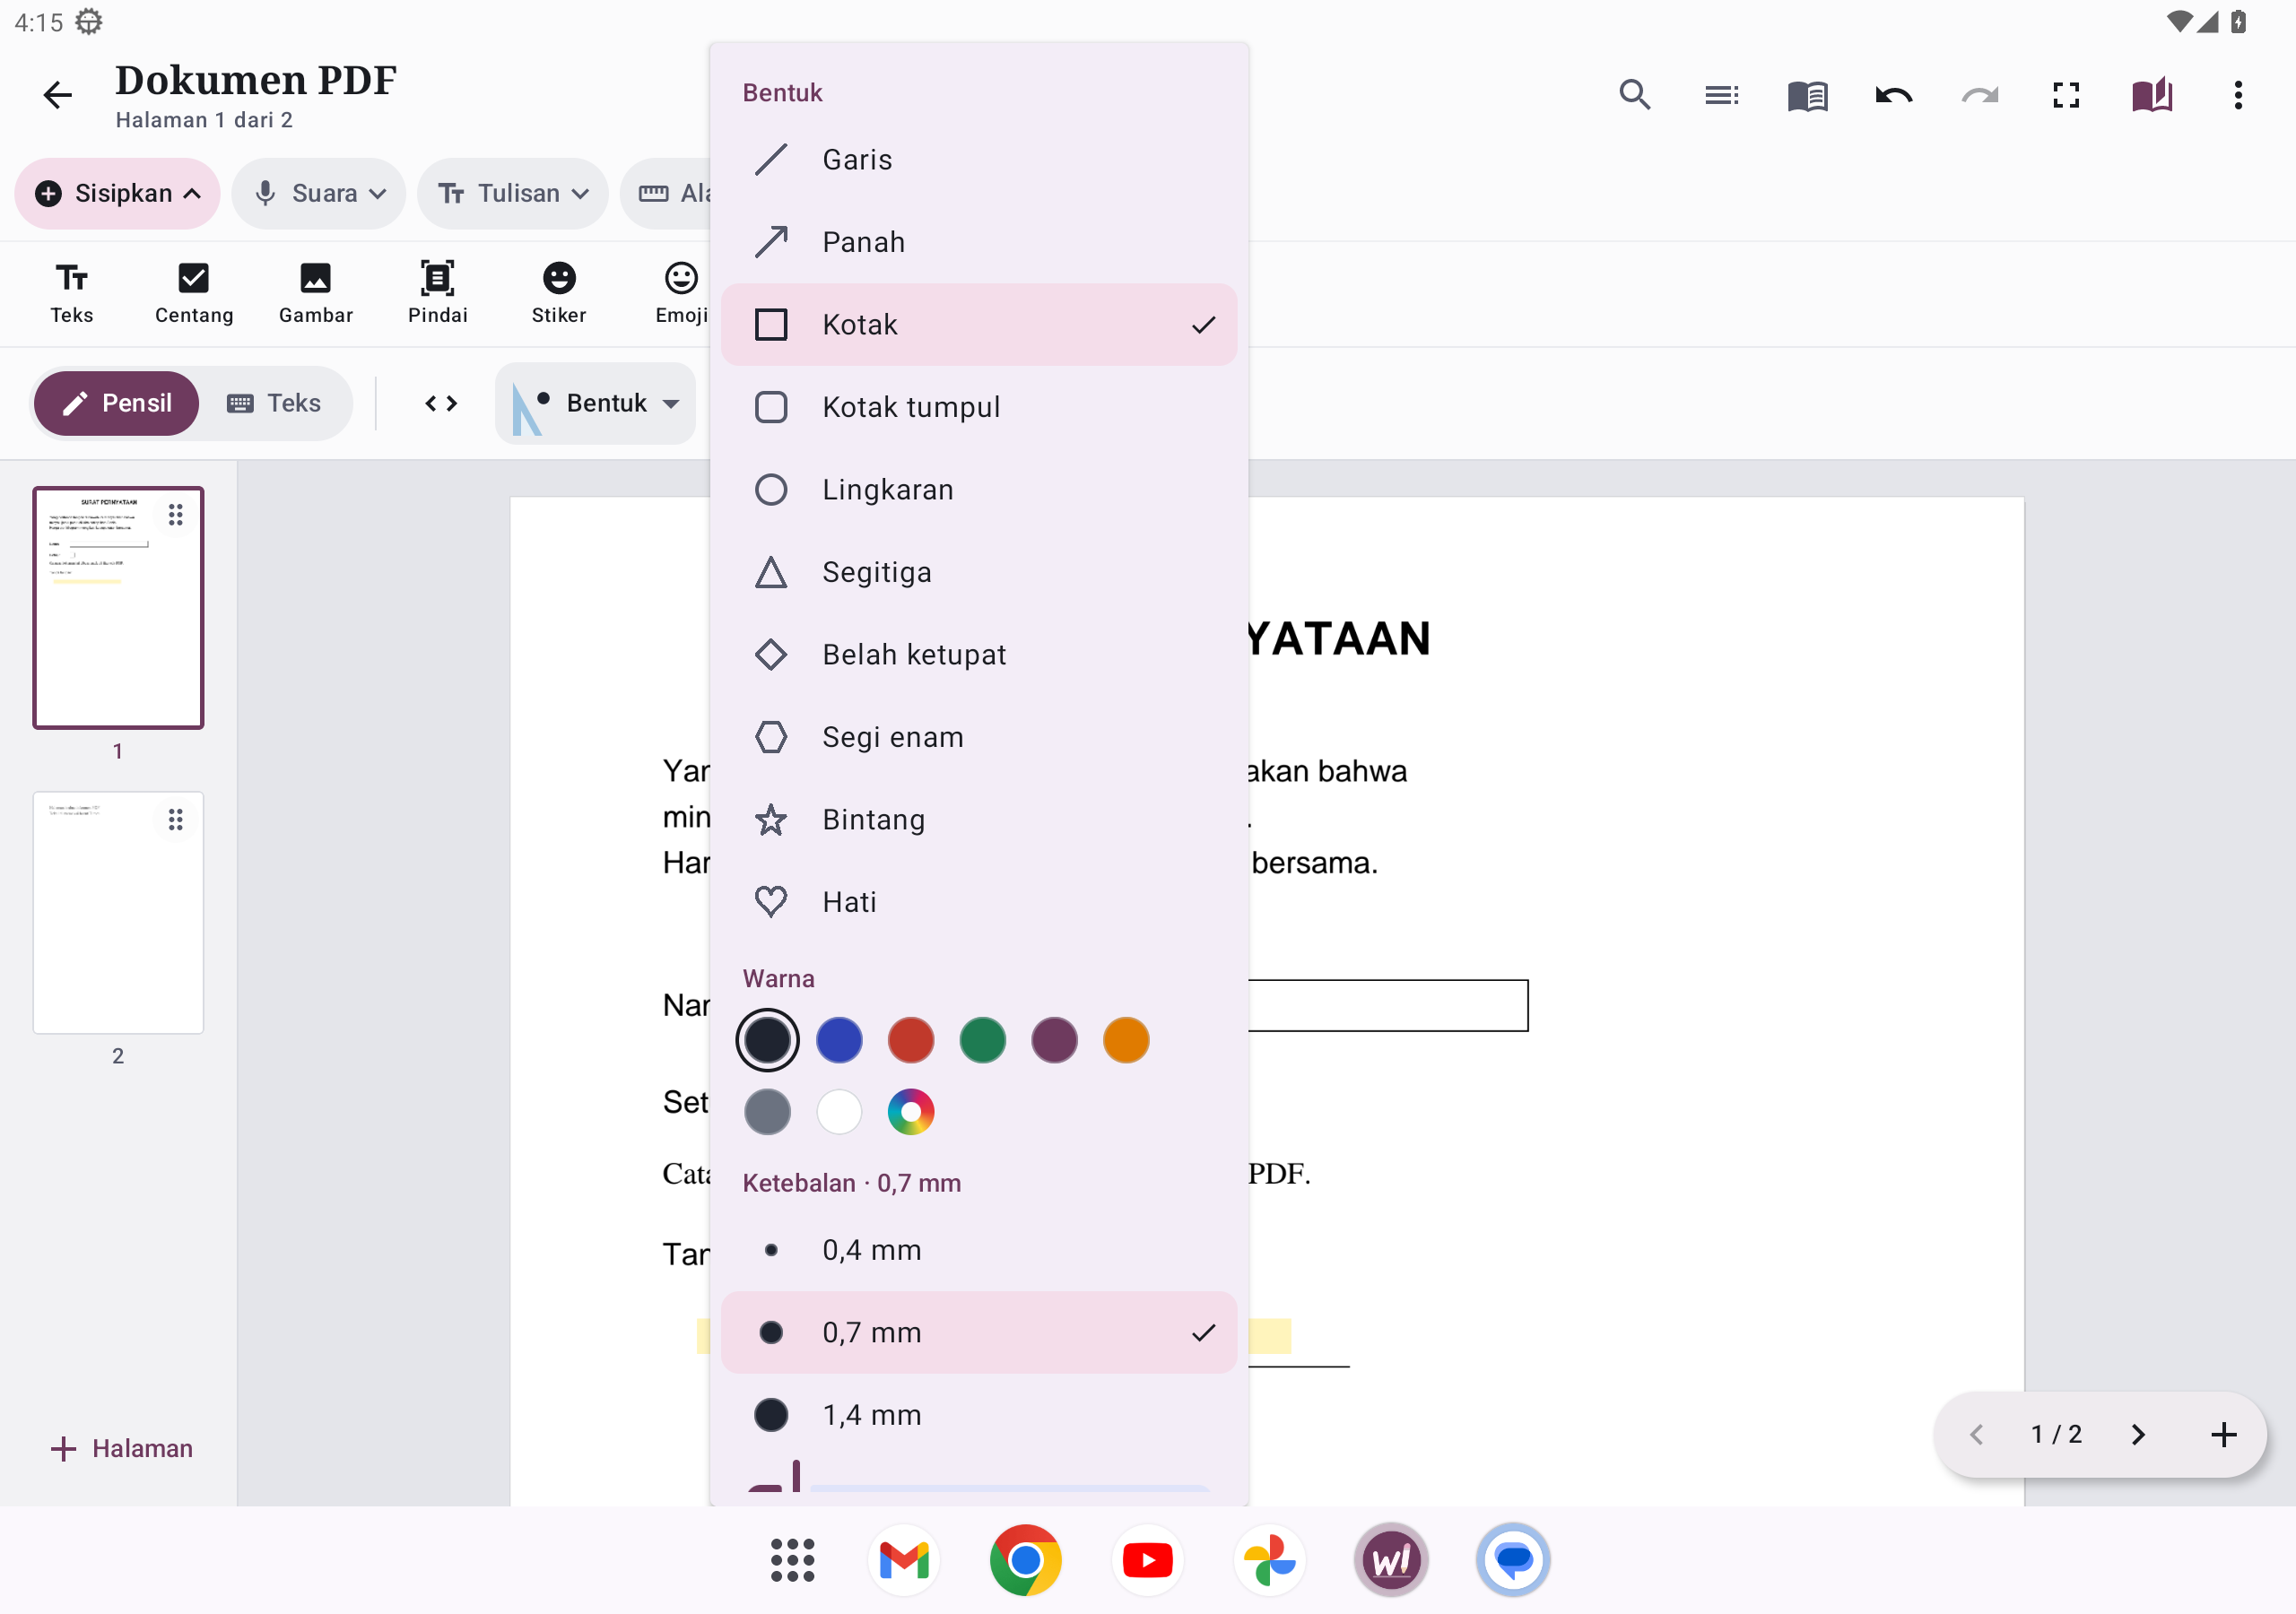 4:15
Dokumen PDF
Halaman 1 dari 2
Sisipkan
Suara
Tulisan
Teks
Centang
Gambar
Pindai
Stiker
Emoji
Pensil
Teks
Bentuk
Bentuk
Garis
Panah
Kotak
Kotak tumpul
Lingkaran
Segitiga
Belah ketupat
Segi enam
Bintang
Hati
Warna
Ketebalan · 0,7 mm
0,4 mm
0,7 mm
1,4 mm
SURAT PERNYATAAN
1
2
Halaman
YATAAN
akan bahwa
bersama.
PDF.
1 / 2